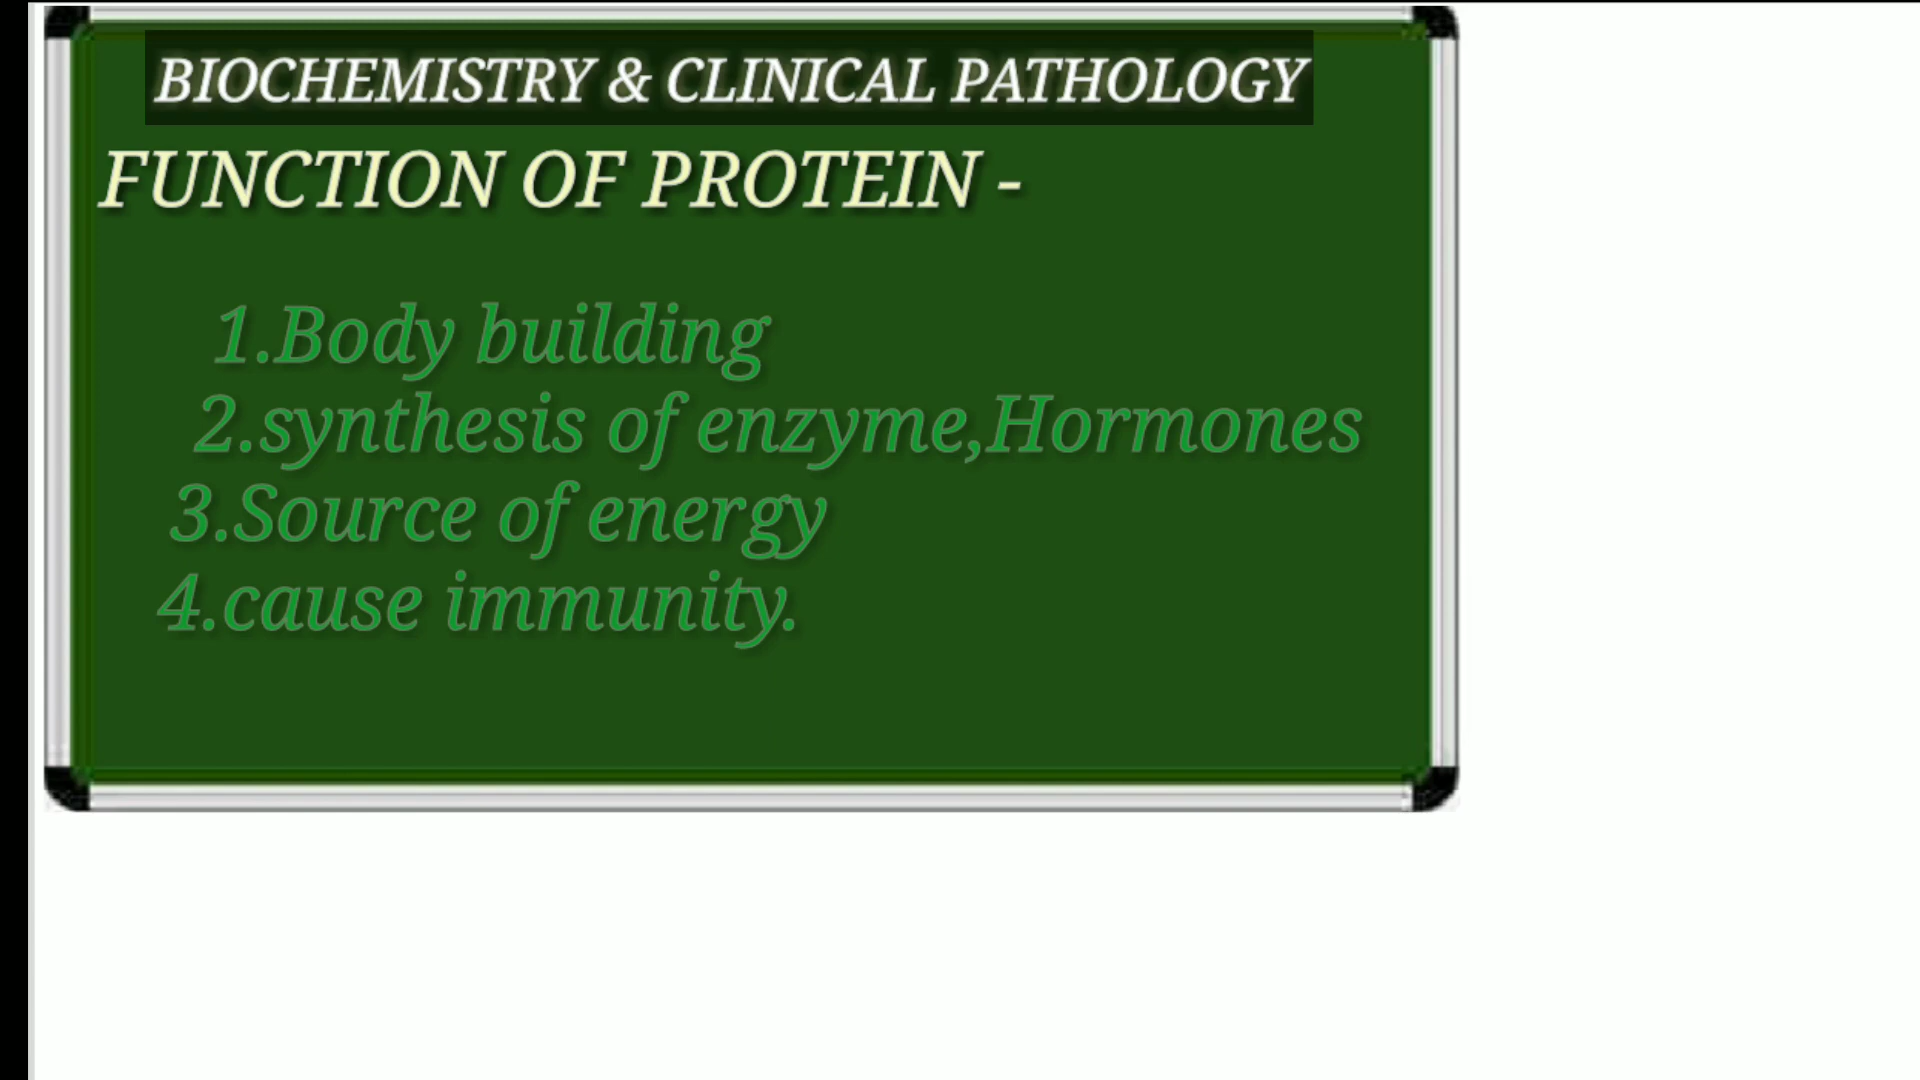 BIOCHEMISTRY & CLINICAL PATHOLOGY
FUNCTION OF PROTEIN -
1.Body building
2.synthesis of enzyme,Hormones
3.Source of energy
4.cause immunity.